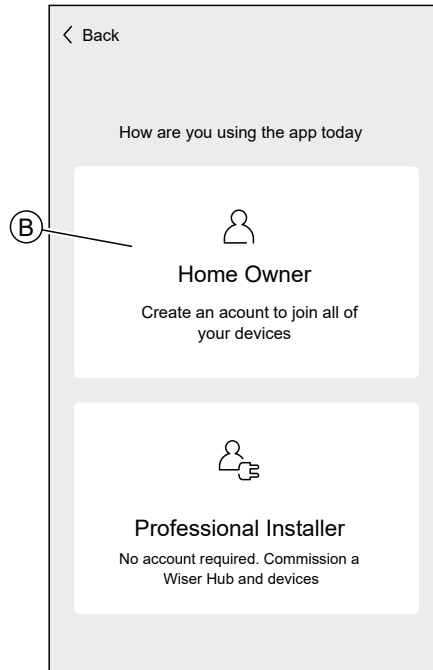 Back
How are you using the app today
B
Home Owner
Create an acount to join all of
your devices
Professional Installer
No account required. Commission a
Wiser Hub and devices